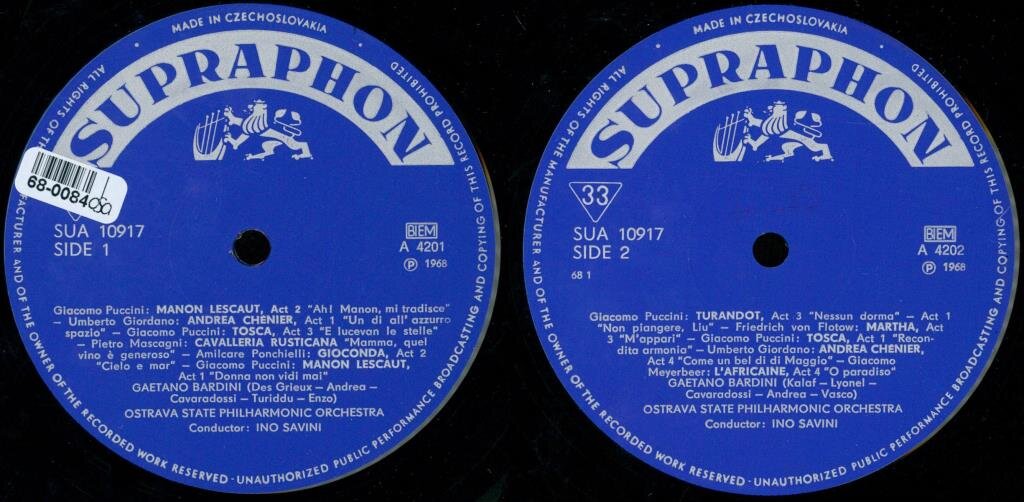 MADE IN CZECHOSLOVAKIA
SUPRAPHON
ALL RIGHTS OF THE MANUFACTURER AND OF THE OWNER OF THE RECORDED WORK RESERVED · UNAUTHORIZED PUBLIC PERFORMANCE BROADCASTING AND COPYING OF THIS RECORD PROHIBITED
68-0084
SUA 10917
SIDE 1
BIEM
A 4201
Ⓟ 1968
Giacomo Puccini: MANON LESCAUT, Act 2 "Ah! Manon, mi tradisce"
– Umberto Giordano: ANDREA CHENIER, Act 1 "Un di all' azzurro
spazio" – Giacomo Puccini: TOSCA, Act 3 "E lucevan le stelle"
– Pietro Mascagni: CAVALLERIA RUSTICANA "Mamma, quel
vino è generoso" – Amilcare Ponchielli: GIOCONDA, Act 2
"Cielo e mar" – Giacomo Puccini: MANON LESCAUT,
Act 1 "Donna non vidi mai"
GAETANO BARDINI (Des Grieux – Andrea –
Cavaradossi – Turiddu – Enzo)
OSTRAVA STATE PHILHARMONIC ORCHESTRA
Conductor: INO SAVINI
MADE IN CZECHOSLOVAKIA
SUPRAPHON
ALL RIGHTS OF THE MANUFACTURER AND OF THE OWNER OF THE RECORDED WORK RESERVED · UNAUTHORIZED PUBLIC PERFORMANCE BROADCASTING AND COPYING OF THIS RECORD PROHIBITED
33
SUA 10917
SIDE 2
68 1
BIEM
A 4202
Ⓟ 1968
Giacomo Puccini: TURANDOT, Act 3 "Nessun dorma" – Act 1
"Non piangere, Liu" – Friedrich von Flotow: MARTHA, Act
3 "M'appari" – Giacomo Puccini: TOSCA, Act 1 "Recon-
dita armonia" – Umberto Giordano: ANDREA CHENIER,
Act 4 "Come un bel di di Maggio" – Giacomo
Meyerbeer: L'AFRICAINE, Act 4 "O paradiso"
GAETANO BARDINI (Kalaf – Lyonel –
Cavaradossi – Andrea – Vasco)
OSTRAVA STATE PHILHARMONIC ORCHESTRA
Conductor: INO SAVINI